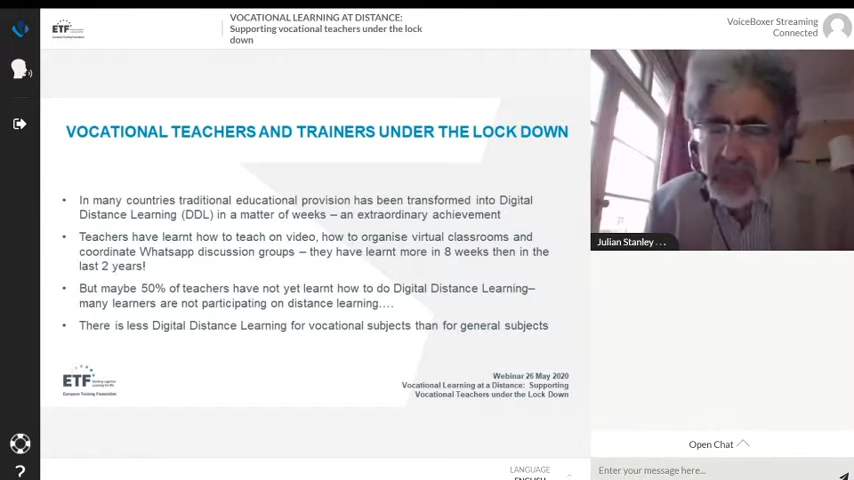 VOCATIONAL LEARNING AT DISTANCE:
Supporting vocational teachers under the lock
down
ETF
VoiceBoxer Streaming
Connected
VOCATIONAL TEACHERS AND TRAINERS UNDER THE LOCK DOWN
• In many countries traditional educational provision has been transformed into Digital
Distance Learning (DDL) in a matter of weeks – an extraordinary achievement
• Teachers have learnt how to teach on video, how to organise virtual classrooms and
coordinate Whatsapp discussion groups – they have learnt more in 8 weeks then in the
last 2 years!
• But maybe 50% of teachers have not yet learnt how to do Digital Distance Learning–
many learners are not participating on distance learning….
• There is less Digital Distance Learning for vocational subjects than for general subjects
ETF
European Training Foundation
Webinar 26 May 2020
Vocational Learning at a Distance: Supporting
Vocational Teachers under the Lock Down
Julian Stanley ...
Open Chat
Enter your message here...
LANGUAGE
ENGLISH
?